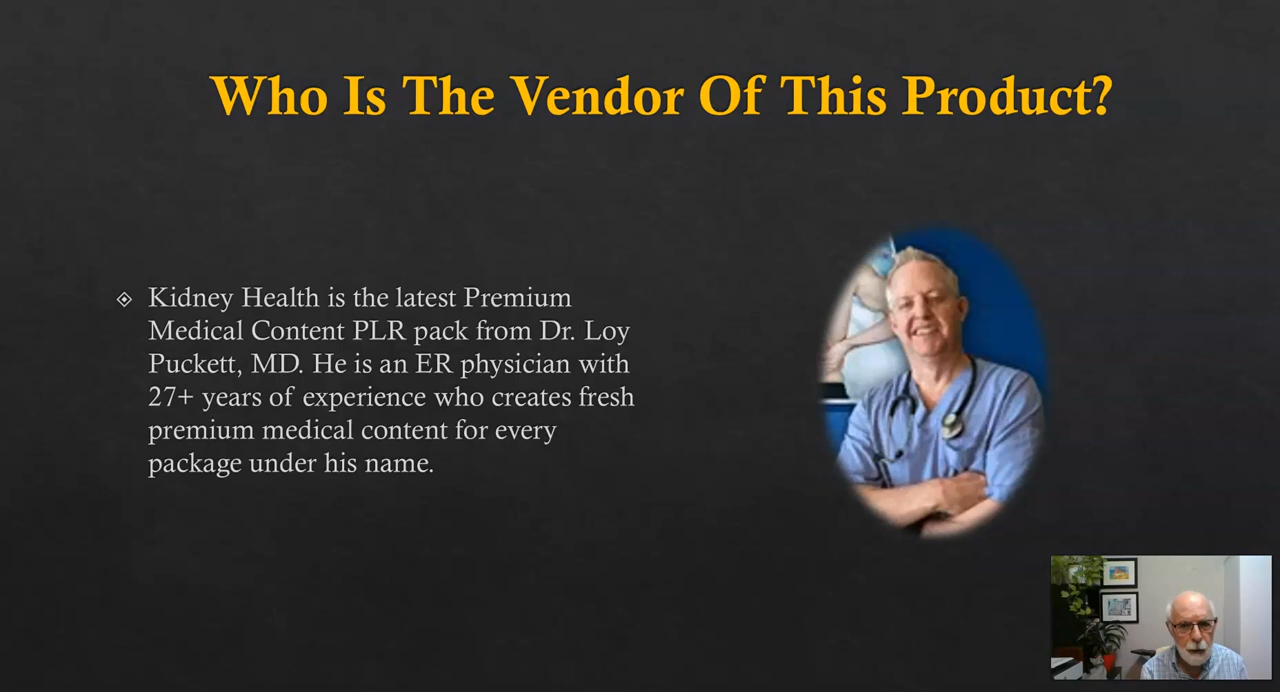 Who Is The Vendor Of This Product?
Kidney Health is the latest Premium
Medical Content PLR pack from Dr. Loy
Puckett, MD. He is an ER physician with
27+ years of experience who creates fresh
premium medical content for every
package under his name.